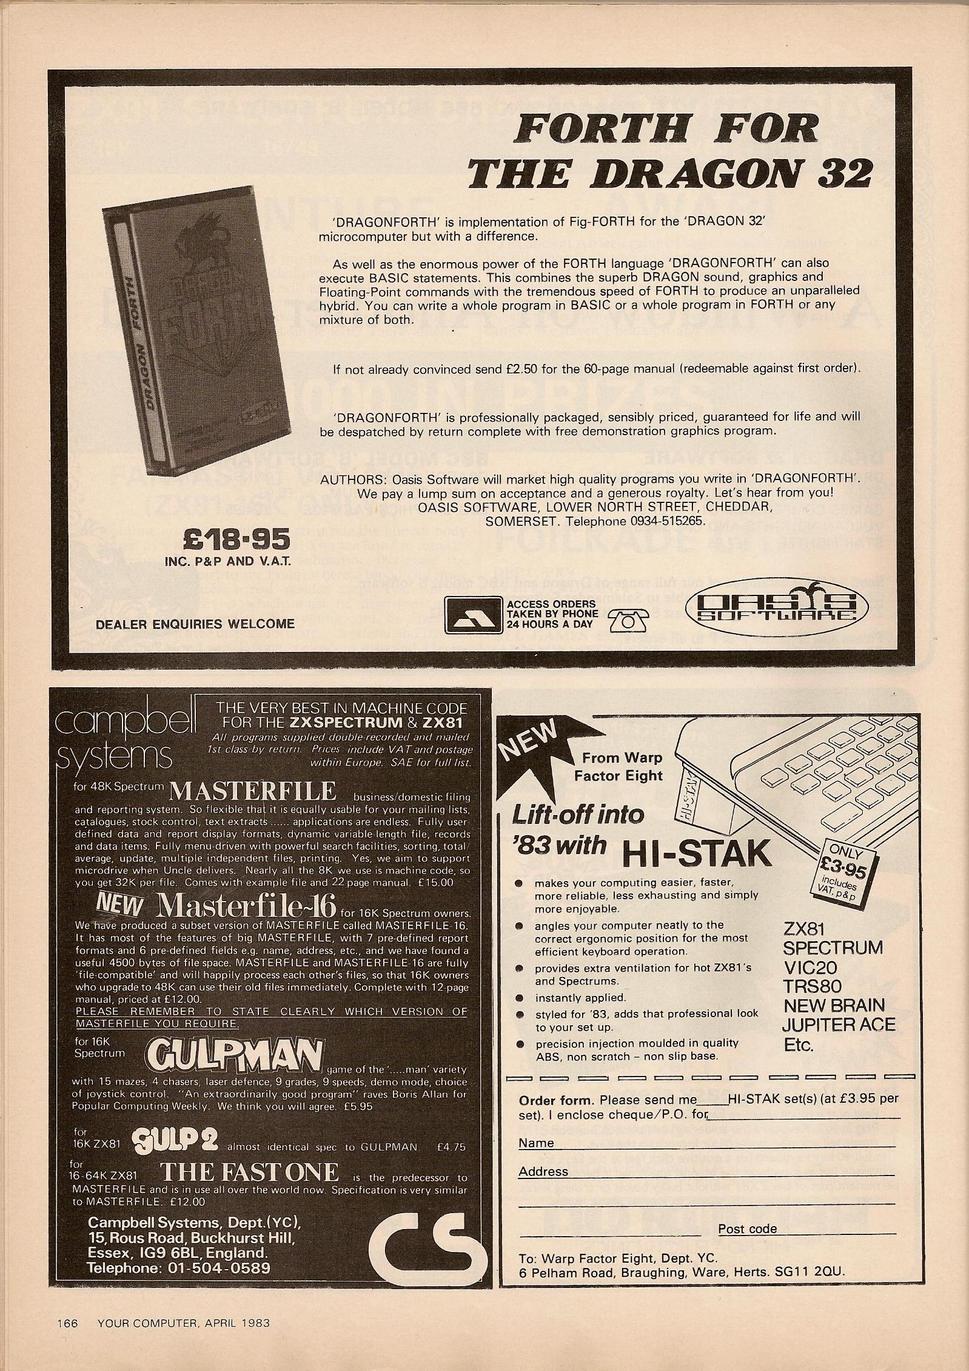 FORTH FOR
THE DRAGON 32
'DRAGONFORTH' is implementation of Fig-FORTH for the 'DRAGON 32'
microcomputer but with a difference.
As well as the enormous power of the FORTH language 'DRAGONFORTH' can also
execute BASIC statements. This combines the superb DRAGON sound, graphics and
Floating-Point commands with the tremendous speed of FORTH to produce an unparalleled
hybrid. You can write a whole program in BASIC or a whole program in FORTH or any
mixture of both.
If not already convinced send £2.50 for the 60-page manual (redeemable against first order).
'DRAGONFORTH' is professionally packaged, sensibly priced, guaranteed for life and will
be despatched by return complete with free demonstration graphics program.
AUTHORS: Oasis Software will market high quality programs you write in 'DRAGONFORTH'.
We pay a lump sum on acceptance and a generous royalty. Let's hear from you!
OASIS SOFTWARE, LOWER NORTH STREET, CHEDDAR,
SOMERSET. Telephone 0934-515265.
DRAGON FORTH
DRAGON
FORTH
£18·95
INC. P&P AND V.A.T.
DEALER ENQUIRIES WELCOME
ACCESS ORDERS
TAKEN BY PHONE
24 HOURS A DAY
OASIS
SOFTWARE
campbell
systems
THE VERY BEST IN MACHINE CODE
FOR THE ZX SPECTRUM & ZX81
All programs supplied double-recorded and mailed
1st class by return. Prices include VAT and postage
within Europe. SAE for full list.
for 48K Spectrum MASTERFILE business/domestic filing
and reporting system. So flexible that it is equally usable for your mailing lists,
catalogues, stock control, text extracts ...... applications are endless. Fully user
defined data and report display formats, dynamic variable-length file, records
and data items. Fully menu-driven with powerful search facilities, sorting, total/
average, update, multiple independent files, printing. Yes, we aim to support
microdrive when Uncle delivers. Nearly all the 8K we use is machine code, so
you get 32K per file. Comes with example file and 22 page manual. £15.00
NEW Masterfile-16 for 16K Spectrum owners.
We have produced a subset version of MASTERFILE called MASTERFILE-16.
It has most of the features of big MASTERFILE, with 7 pre-defined report
formats and 6 pre-defined fields e.g. name, address, etc., and we have found a
useful 4500 bytes of file space. MASTERFILE and MASTERFILE 16 are fully
'file-compatible' and will happily process each other's files, so that 16K owners
who upgrade to 48K can use their old files immediately. Complete with 12-page
manual, priced at £12.00.
PLEASE REMEMBER TO STATE CLEARLY WHICH VERSION OF
MASTERFILE YOU REQUIRE.
for 16K
Spectrum GULPMAN game of the '.....man' variety
with 15 mazes, 4 chasers, laser defence, 9 grades, 9 speeds, demo mode, choice
of joystick control. "An extraordinarily good program" raves Boris Allan for
Popular Computing Weekly. We think you will agree. £5.95
for
16K ZX81 GULP 2 almost identical spec to GULPMAN £4.75
for
16-64K ZX81 THE FAST ONE is the predecessor to
MASTERFILE and is in use all over the world now. Specification is very similar
to MASTERFILE. £12.00
Campbell Systems, Dept.(YC),
15, Rous Road, Buckhurst Hill,
Essex, IG9 6BL, England.
Telephone: 01-504-0589
CS
NEW
From Warp
Factor Eight
HI-STAK
Lift-off into
'83 with HI-STAK
ONLY
£3·95
includes
VAT, p&p
● makes your computing easier, faster,
more reliable, less exhausting and simply
more enjoyable.
● angles your computer neatly to the
correct ergonomic position for the most
efficient keyboard operation.
● provides extra ventilation for hot ZX81's
and Spectrums.
● instantly applied.
● styled for '83, adds that professional look
to your set up.
● precision injection moulded in quality
ABS, non scratch – non slip base.
ZX81
SPECTRUM
VIC20
TRS80
NEW BRAIN
JUPITER ACE
Etc.
Order form. Please send me____HI-STAK set(s) (at £3.95 per
set). I enclose cheque/P.O. for
Name
Address
Post code
To: Warp Factor Eight, Dept. YC.
6 Pelham Road, Braughing, Ware, Herts. SG11 2QU.
166 YOUR COMPUTER, APRIL 1983